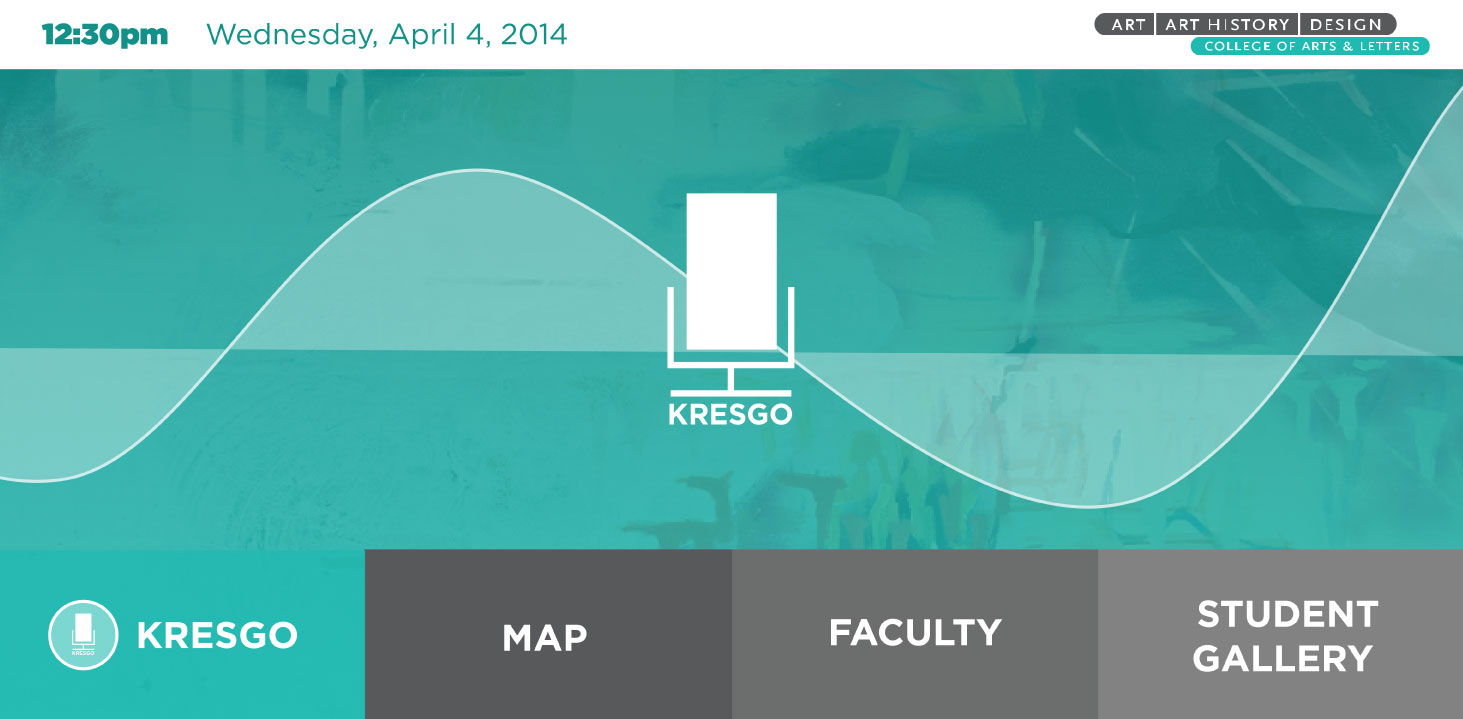 12:30pm Wednesday, April 4, 2014
ART ART HISTORY DESIGN
COLLEGE OF ARTS & LETTERS
KRESGO
KRESGO
KRESGO
MAP
FACULTY
STUDENT
GALLERY